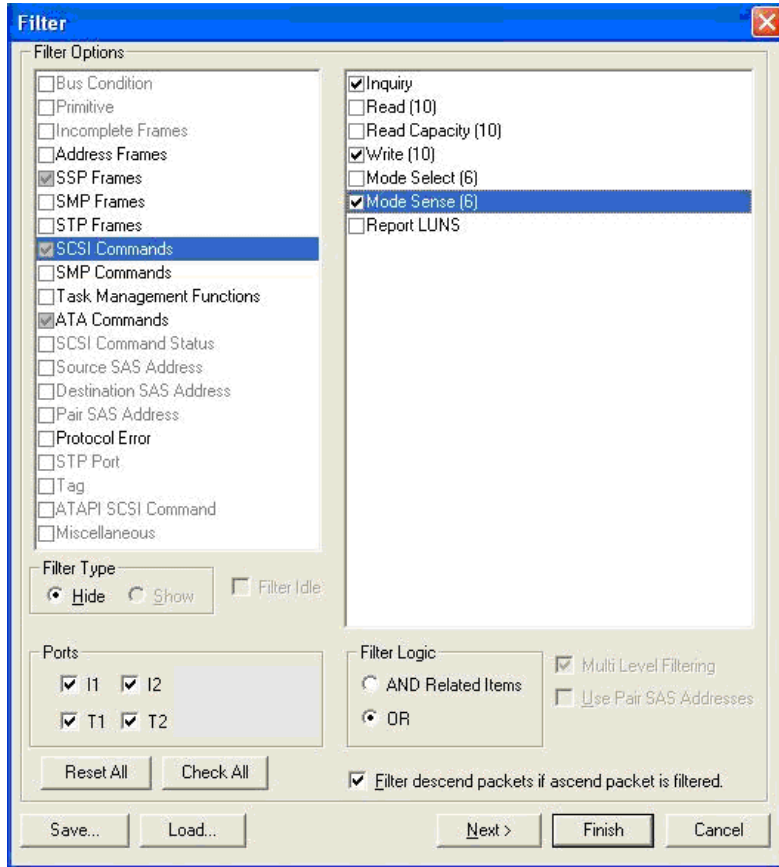 Filter
Filter Options
Bus Condition
Primitive
Incomplete Frames
Address Frames
SSP Frames
SMP Frames
STP Frames
SCSI Commands
SMP Commands
Task Management Functions
ATA Commands
SCSI Command Status
Source SAS Address
Destination SAS Address
Pair SAS Address
Protocol Error
STP Port
Tag
ATAPI SCSI Command
Miscellaneous
Inquiry
Read (10)
Read Capacity (10)
Write (10)
Mode Select (6)
Mode Sense (6)
Report LUNS
Filter Type
Hide Show
Filter Idle
Ports
I1 I2
T1 T2
Filter Logic
AND Related Items
OR
Multi Level Filtering
Use Pair SAS Addresses
Reset All Check All
Filter descend packets if ascend packet is filtered.
Save... Load... Next > Finish Cancel